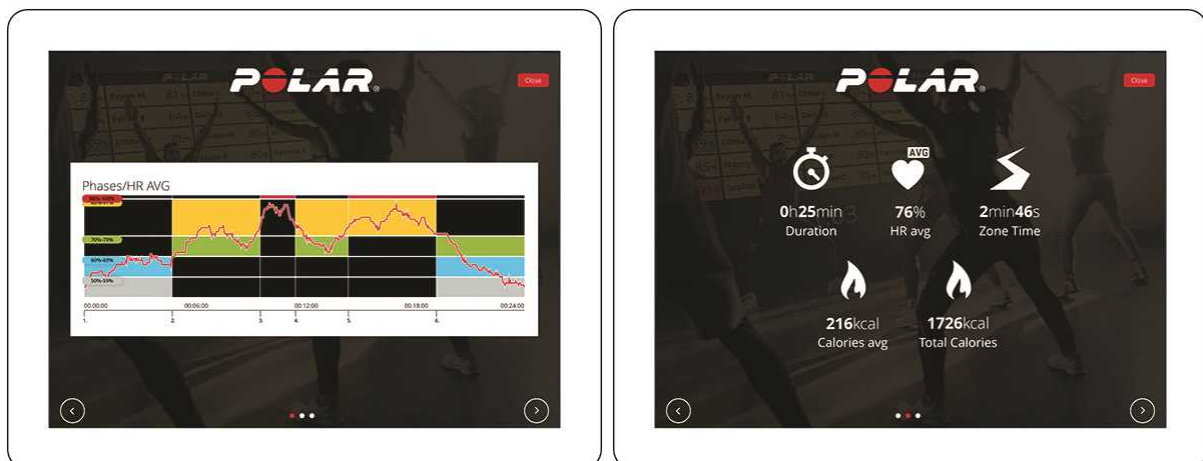 POLAR®
Close
Phases/HR AVG
90%-100%
70%-79%
60%-69%
50%-59%
00:00:00 00:06:00 00:12:00 00:18:00 00:24:00
1. 2. 3. 4. 5. 6.
POLAR®
Close
AVG
0h25min
Duration
76%
HR avg
2min46s
Zone Time
216kcal
Calories avg
1726kcal
Total Calories